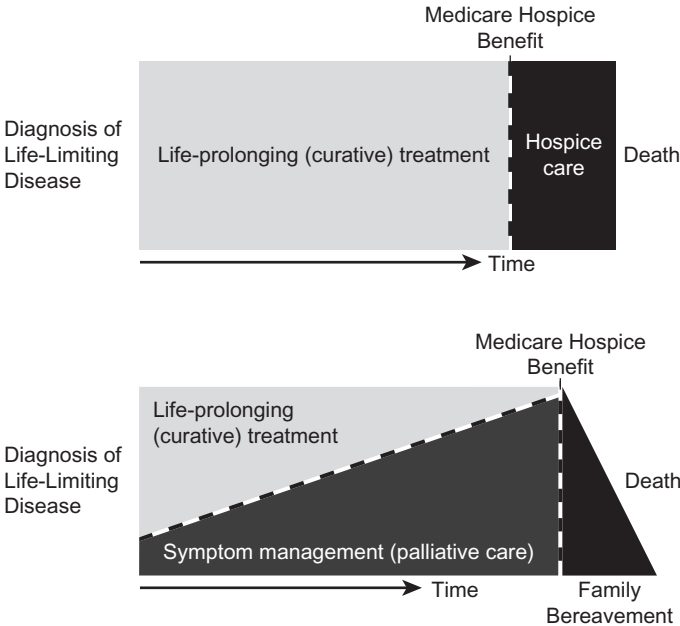 Medicare Hospice
Benefit
Diagnosis of
Life-Limiting
Disease
Life-prolonging (curative) treatment
Hospice
care
Death
Time
Medicare Hospice
Benefit
Life-prolonging
(curative) treatment
Diagnosis of
Life-Limiting
Disease
Death
Symptom management (palliative care)
Time
Family
Bereavement